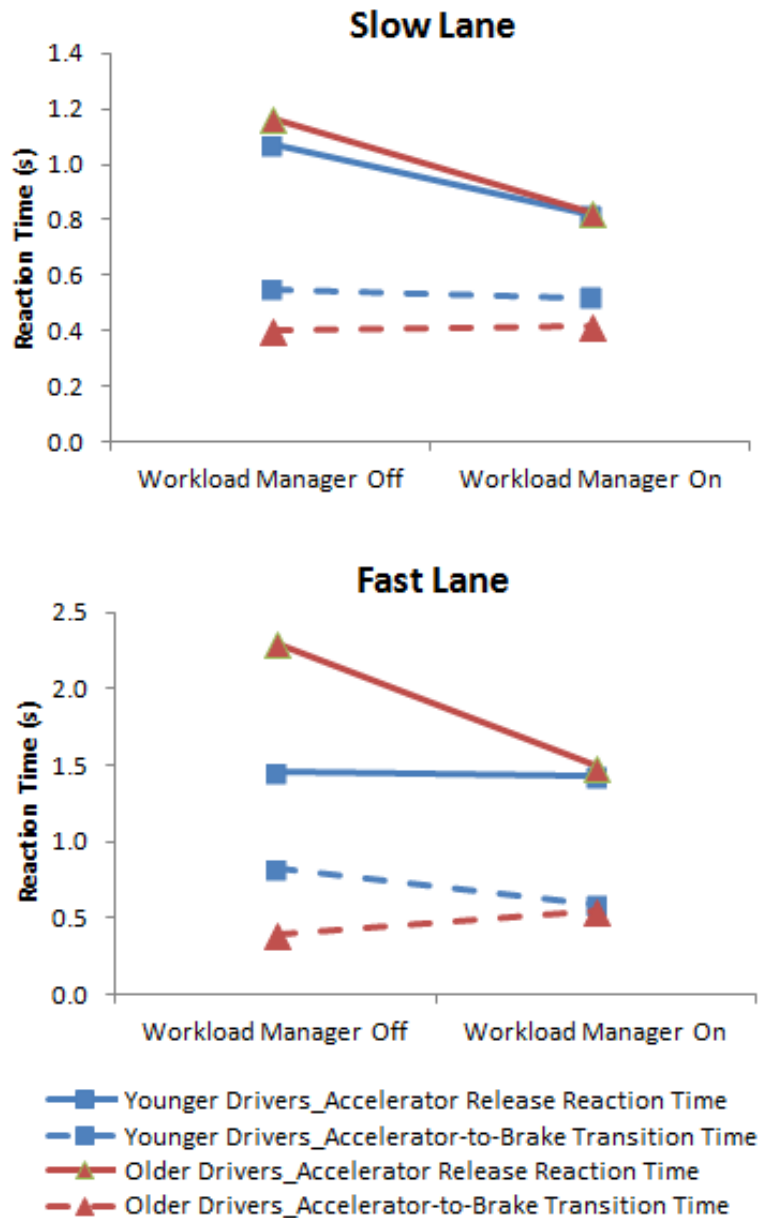 Slow Lane
1.4
1.2
1.0
0.8
0.6
0.4
0.2
0.0
Reaction Time (s)
Workload Manager Off Workload Manager On
Fast Lane
2.5
2.0
1.5
1.0
0.5
0.0
Reaction Time (s)
Workload Manager Off Workload Manager On
Younger Drivers_Accelerator Release Reaction Time
Younger Drivers_Accelerator-to-Brake Transition Time
Older Drivers_Accelerator Release Reaction Time
Older Drivers_Accelerator-to-Brake Transition Time